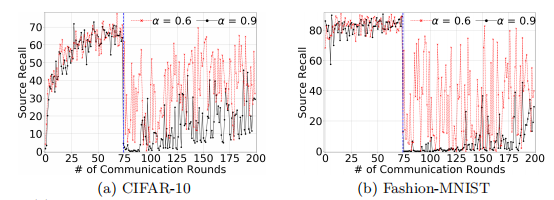 α = 0.6 α = 0.9
Source Recall
70
60
50
40
30
20
10
0
0 25 50 75 100 125 150 175 200
# of Communication Rounds
(a) CIFAR-10
α = 0.6 α = 0.9
Source Recall
80
60
40
20
0
0 25 50 75 100 125 150 175 200
# of Communication Rounds
(b) Fashion-MNIST